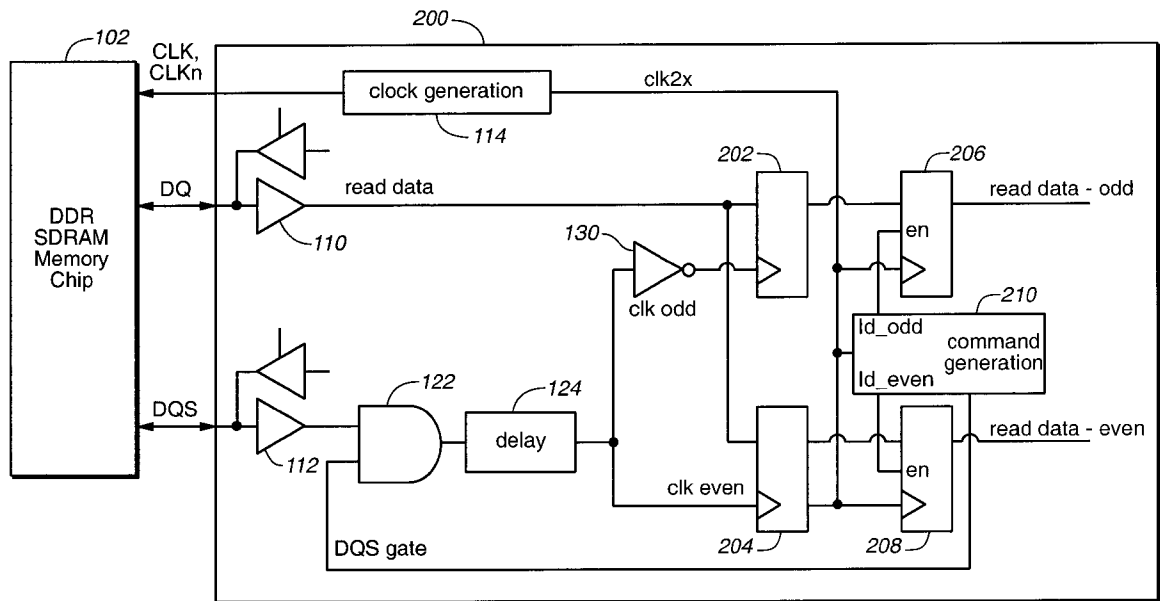 200
102
CLK,
CLKn
clock generation
clk2x
114
202
206
DQ
read data
read data - odd
DDR
SDRAM
Memory
Chip
110
130
en
clk odd
210
ld_odd
command
generation
ld_even
122
124
DQS
delay
read data - even
112
clk even
en
DQS gate
204
208